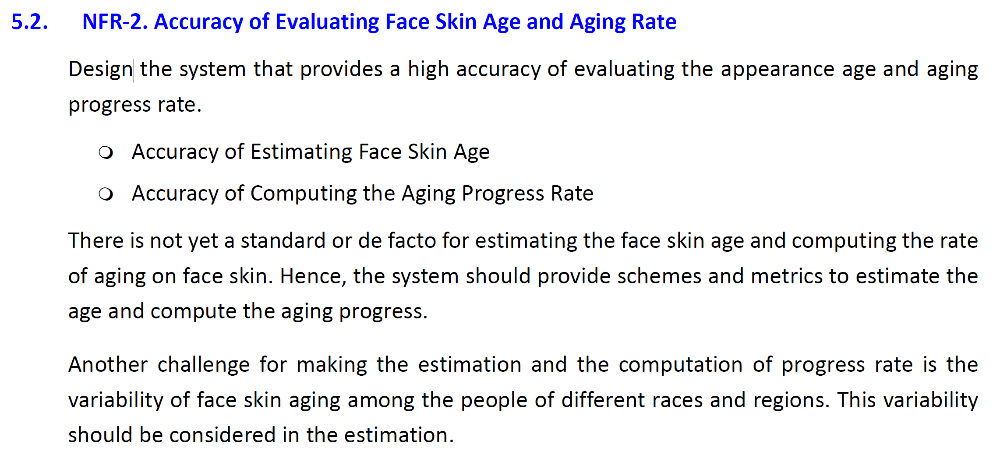 5.2. NFR-2. Accuracy of Evaluating Face Skin Age and Aging Rate
Design the system that provides a high accuracy of evaluating the appearance age and aging
progress rate.
Accuracy of Estimating Face Skin Age
Accuracy of Computing the Aging Progress Rate
There is not yet a standard or de facto for estimating the face skin age and computing the rate
of aging on face skin. Hence, the system should provide schemes and metrics to estimate the
age and compute the aging progress.
Another challenge for making the estimation and the computation of progress rate is the
variability of face skin aging among the people of different races and regions. This variability
should be considered in the estimation.